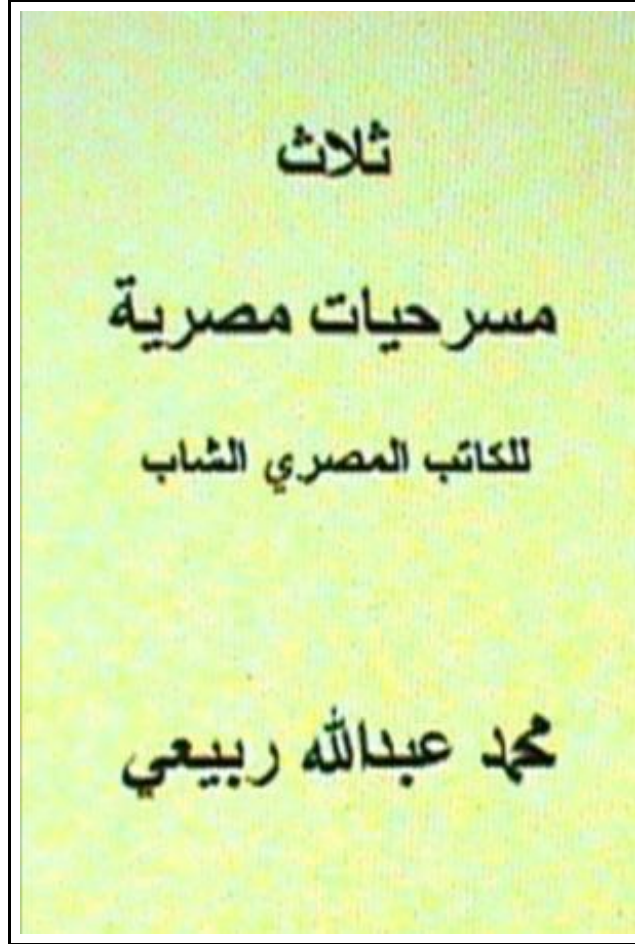 ثلاث
مسرحيات مصرية
للكاتب المصري الشاب
محمد عبدالله ربيعي